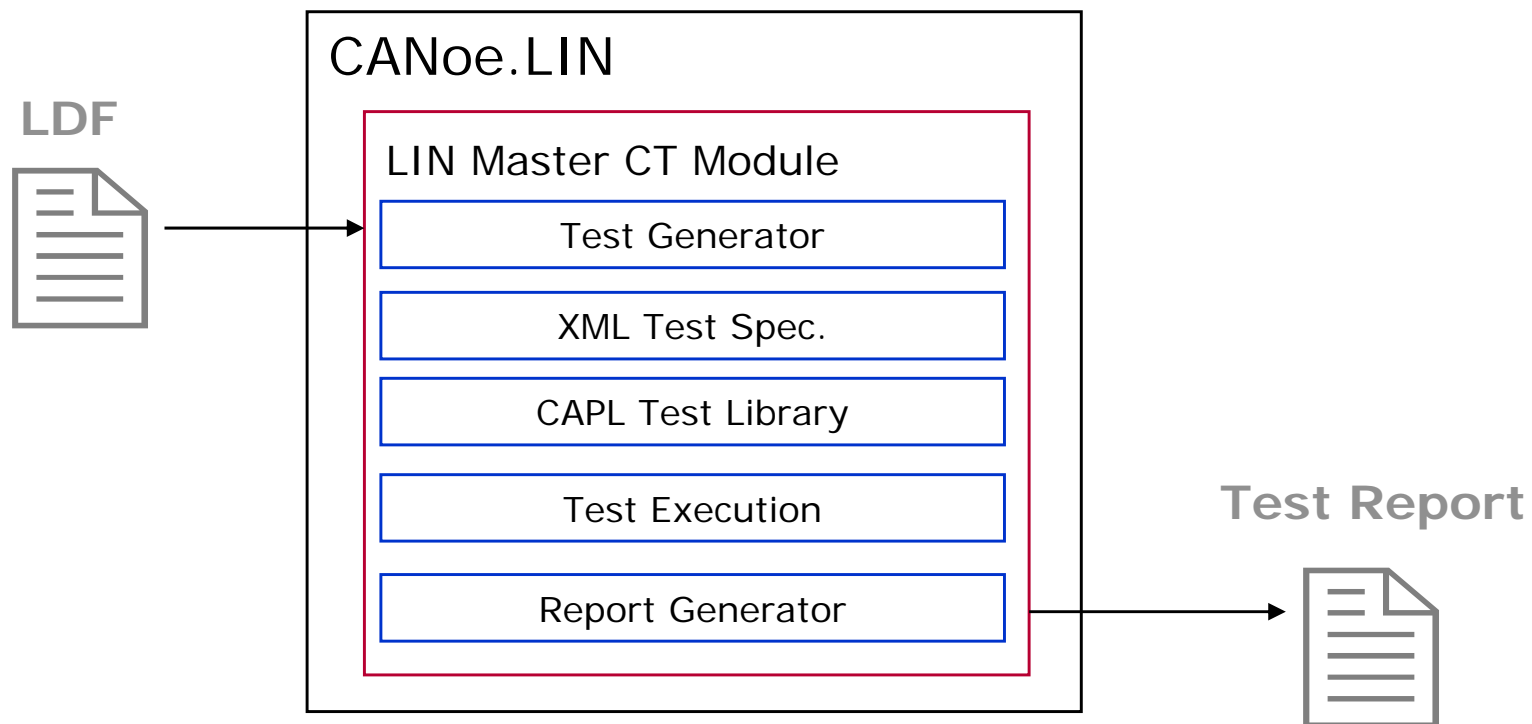 CANoe.LIN
LDF
LIN Master CT Module
Test Generator
XML Test Spec.
CAPL Test Library
Test Execution
Report Generator
Test Report